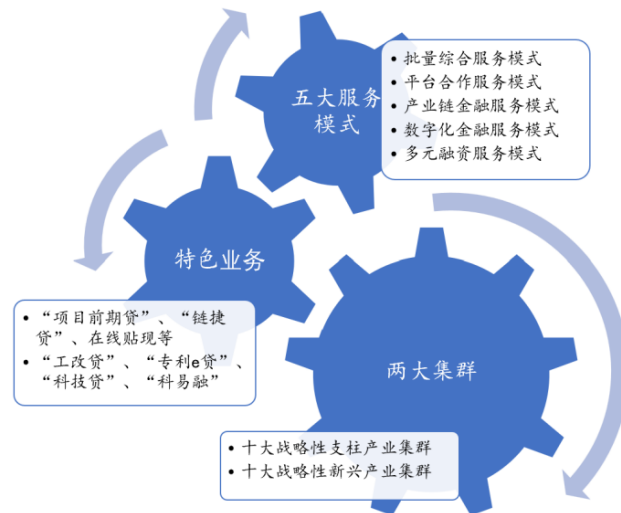 五大服务
模式
• 批量综合服务模式
• 平台合作服务模式
• 产业链金融服务模式
• 数字化金融服务模式
• 多元融资服务模式
特色业务
• “项目前期贷”、“链捷
贷”、在线贴现等
• “工改贷”、“专利e贷”、
“科技贷”、“科易融”
两大集群
• 十大战略性支柱产业集群
• 十大战略性新兴产业集群